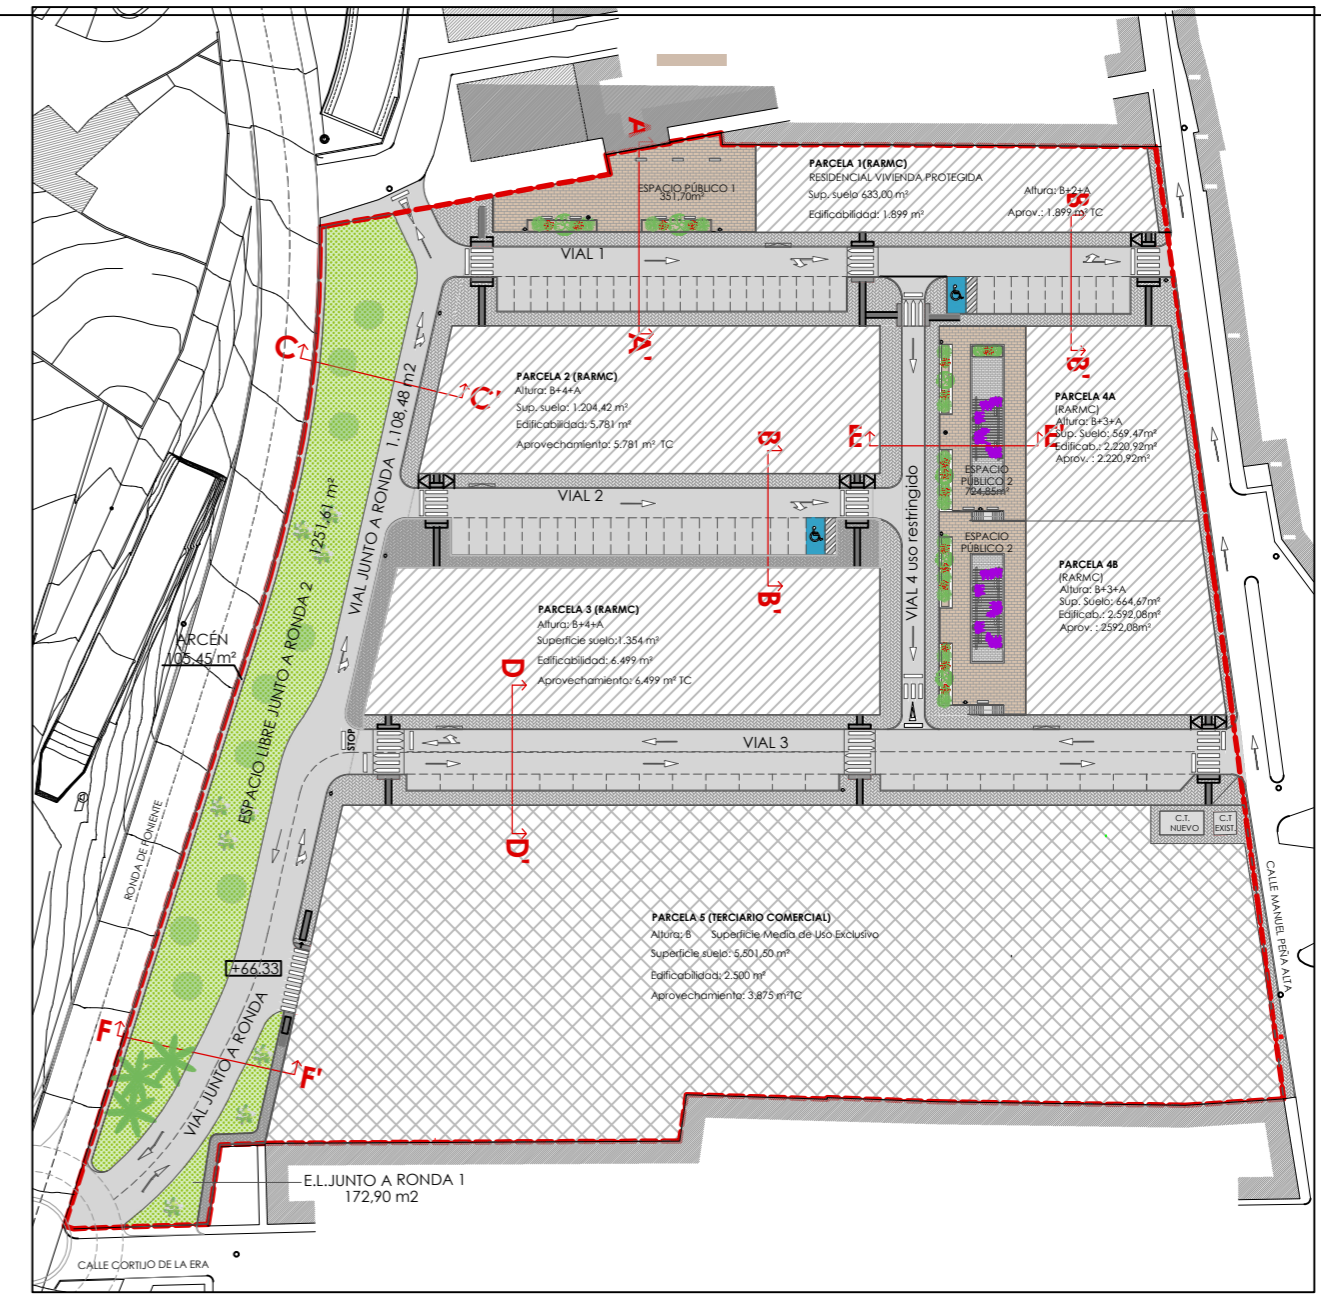 A
ESPACIO PÚBLICO 1
351,70m²
PARCELA 1(RARMC)
RESIDENCIAL VIVIENDA PROTEGIDA
Sup. suelo 633,00 m²
Edificabilidad: 1.899 m²
Altura: B+2+A
Aprov.: 1.899 m² TC
B
VIAL 1
A'
B'
C
C'
VIAL JUNTO A RONDA 1.108,48 m2
PARCELA 2 (RARMC)
Altura: B+4+A
Sup. suelo: 1.204,42 m²
Edificabilidad: 5.781 m²
Aprovechamiento: 5.781 m² TC
B
E
E'
PARCELA 4A
(RARMC)
Altura: B+3+A
Sup. Suelo: 569,47m²
Edificab.: 2.220,92m²
Aprov. : 2.220,92m²
ESPACIO
PÚBLICO 2
724,85m²
VIAL 2
VIAL 4 uso restringido
ESPACIO
PÚBLICO 2
PARCELA 4B
(RARMC)
Altura: B+3+A
Sup. Suelo: 664,67m²
Edificab.: 2.592,08m²
Aprov. : 2592,08m²
B'
PARCELA 3 (RARMC)
Altura: B+4+A
Superficie suelo:1.354 m²
Edificabilidad: 6.499 m²
Aprovechamiento: 6.499 m² TC
D
1251,61 m²
ESPACIO LIBRE JUNTO A RONDA 2
ARCÉN
105,45 m²
STOP
VIAL 3
D'
C.T.
NUEVO
C.T
EXIST.
RONDA DE PONIENTE
CALLE MANUEL PEÑA ALTA
PARCELA 5 (TERCIARIO COMERCIAL)
Altura: B Superficie Media de Uso Exclusivo
Superficie suelo: 5.501,50 m²
Edificabilidad: 2.500 m²
Aprovechamiento: 3.875 m²TC
+66.33
VIAL JUNTO A RONDA
F
F'
E.L.JUNTO A RONDA 1
172,90 m2
CALLE CORTIJO DE LA ERA